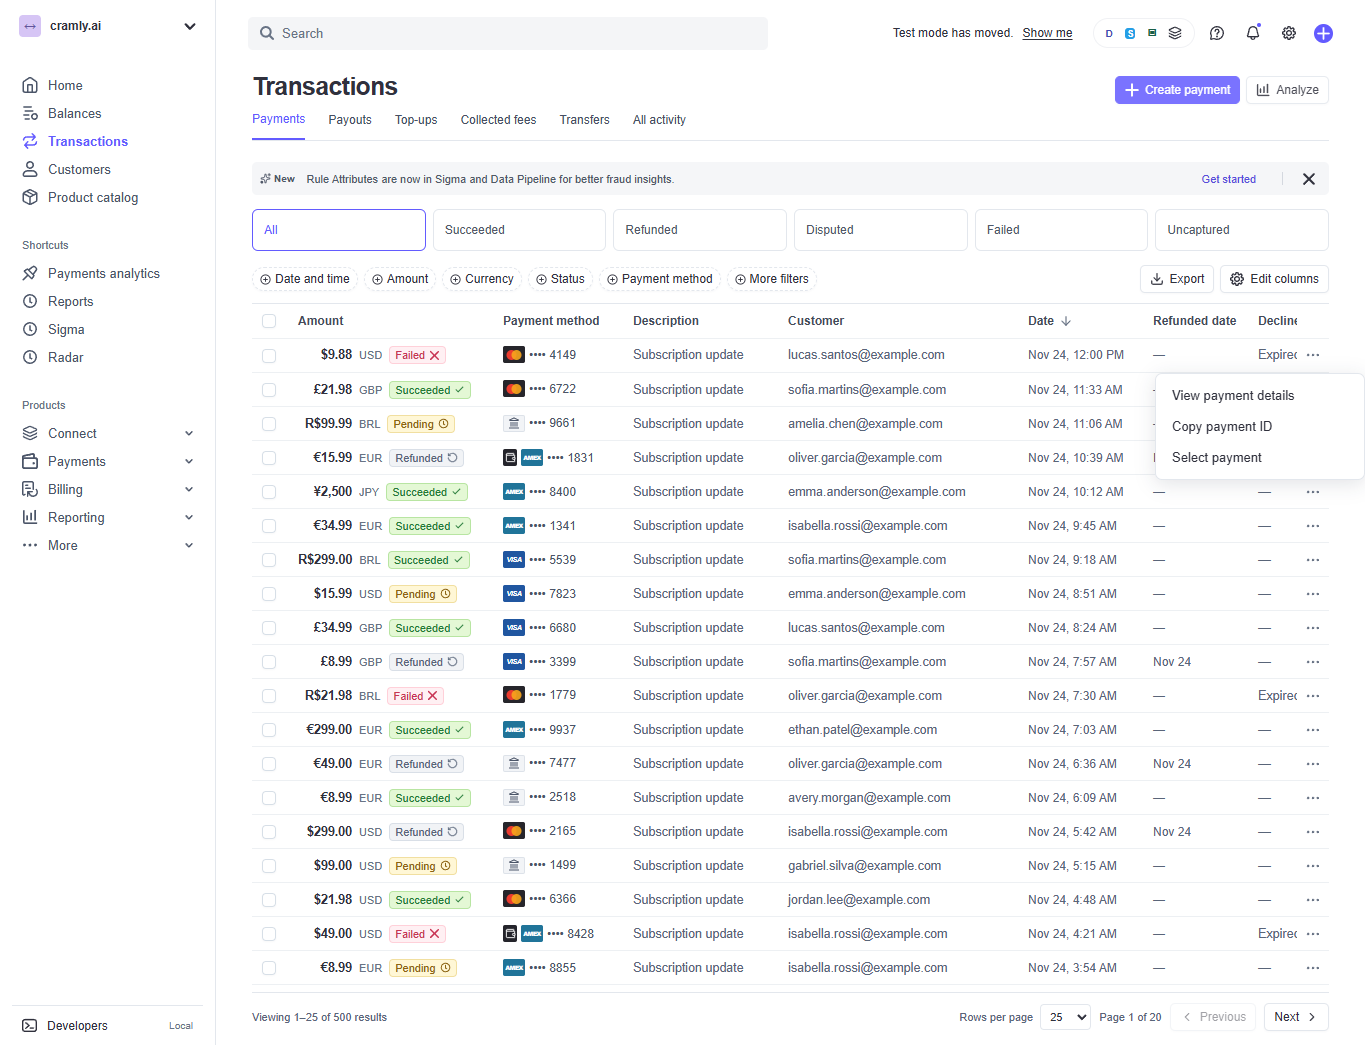 cramly.ai
Search
Test mode has moved. Show me
Home
Balances
Transactions
Customers
Product catalog
Shortcuts
Payments analytics
Reports
Sigma
Radar
Products
Connect
Payments
Billing
Reporting
More
Developers Local
Transactions
Create payment Analyze
Payments Payouts Top-ups Collected fees Transfers All activity
New Rule Attributes are now in Sigma and Data Pipeline for better fraud insights. Get started
All Succeeded Refunded Disputed Failed Uncaptured
Date and time Amount Currency Status Payment method More filters Export Edit columns
Amount Payment method Description Customer Date Refunded date Decline
$9.88 USD Failed •••• 4149 Subscription update lucas.santos@example.com Nov 24, 12:00 PM — Expired
£21.98 GBP Succeeded •••• 6722 Subscription update sofia.martins@example.com Nov 24, 11:33 AM
R$99.99 BRL Pending •••• 9661 Subscription update amelia.chen@example.com Nov 24, 11:06 AM
€15.99 EUR Refunded AMEX •••• 1831 Subscription update oliver.garcia@example.com Nov 24, 10:39 AM
¥2,500 JPY Succeeded AMEX •••• 8400 Subscription update emma.anderson@example.com Nov 24, 10:12 AM — —
€34.99 EUR Succeeded AMEX •••• 1341 Subscription update isabella.rossi@example.com Nov 24, 9:45 AM — —
R$299.00 BRL Succeeded VISA •••• 5539 Subscription update sofia.martins@example.com Nov 24, 9:18 AM — —
$15.99 USD Pending VISA •••• 7823 Subscription update emma.anderson@example.com Nov 24, 8:51 AM — —
£34.99 GBP Succeeded VISA •••• 6680 Subscription update lucas.santos@example.com Nov 24, 8:24 AM — —
£8.99 GBP Refunded VISA •••• 3399 Subscription update sofia.martins@example.com Nov 24, 7:57 AM Nov 24 —
R$21.98 BRL Failed •••• 1779 Subscription update oliver.garcia@example.com Nov 24, 7:30 AM — Expired
€299.00 EUR Succeeded AMEX •••• 9937 Subscription update ethan.patel@example.com Nov 24, 7:03 AM — —
€49.00 EUR Refunded •••• 7477 Subscription update oliver.garcia@example.com Nov 24, 6:36 AM Nov 24 —
€8.99 EUR Succeeded •••• 2518 Subscription update avery.morgan@example.com Nov 24, 6:09 AM — —
$299.00 USD Refunded •••• 2165 Subscription update isabella.rossi@example.com Nov 24, 5:42 AM Nov 24 —
$99.00 USD Pending •••• 1499 Subscription update gabriel.silva@example.com Nov 24, 5:15 AM — —
$21.98 USD Succeeded •••• 6366 Subscription update jordan.lee@example.com Nov 24, 4:48 AM — —
$49.00 USD Failed AMEX •••• 8428 Subscription update isabella.rossi@example.com Nov 24, 4:21 AM — Expired
€8.99 EUR Pending AMEX •••• 8855 Subscription update isabella.rossi@example.com Nov 24, 3:54 AM — —
View payment details
Copy payment ID
Select payment
Viewing 1–25 of 500 results Rows per page 25 Page 1 of 20 Previous Next